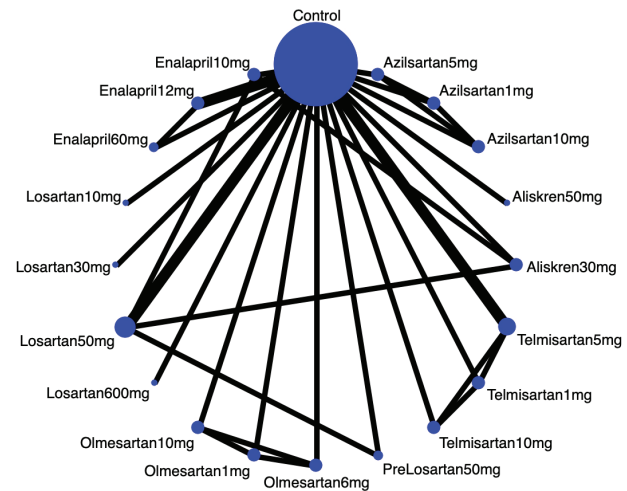 Control
Enalapril10mg
Azilsartan5mg
Enalapril12mg
Azilsartan1mg
Enalapril60mg
Azilsartan10mg
Losartan10mg
Aliskren50mg
Losartan30mg
Aliskren30mg
Losartan50mg
Telmisartan5mg
Losartan600mg
Telmisartan1mg
Olmesartan10mg
Telmisartan10mg
Olmesartan1mg
PreLosartan50mg
Olmesartan6mg